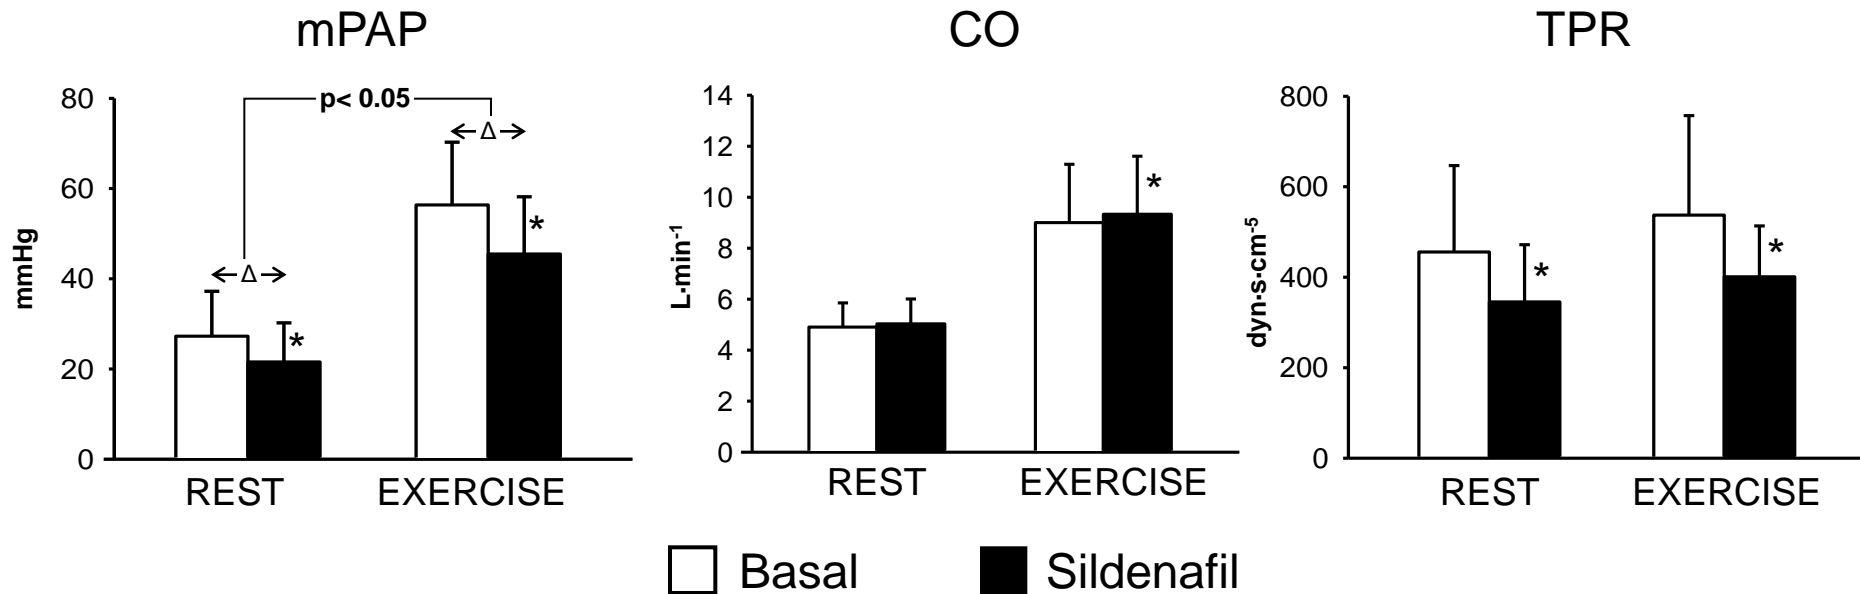 mPAP
CO
TPR
80
60
40
20
0
mmHg
p< 0.05
Δ
Δ
*
*
REST
EXERCISE
14
12
10
8
6
4
2
0
L·min⁻¹
*
REST
EXERCISE
800
600
400
200
0
dyn·s·cm⁻⁵
*
*
REST
EXERCISE
Basal
Sildenafil